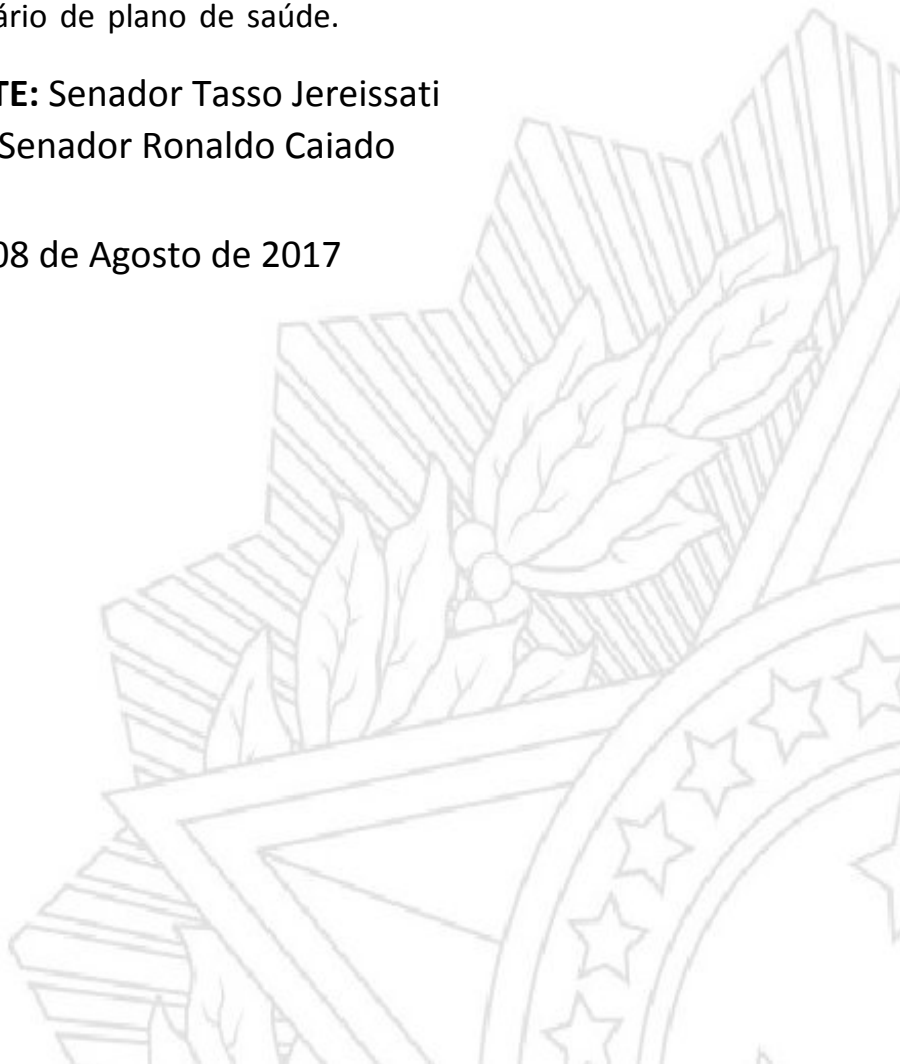 ário de plano de saúde.
TE: Senador Tasso Jereissati
Senador Ronaldo Caiado
08 de Agosto de 2017